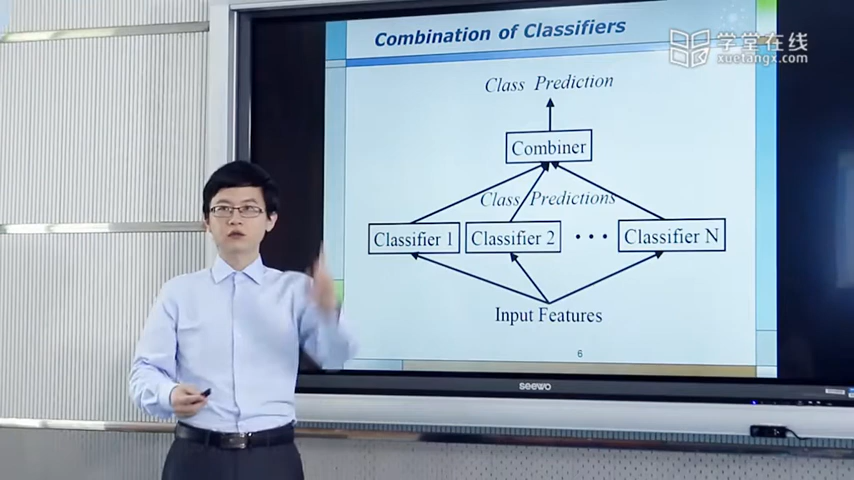 Combination of Classifiers
学堂在线
xuetangx.com
Class Prediction
Combiner
Class Predictions
Classifier 1
Classifier 2
• • •
Classifier N
Input Features
6
seewo